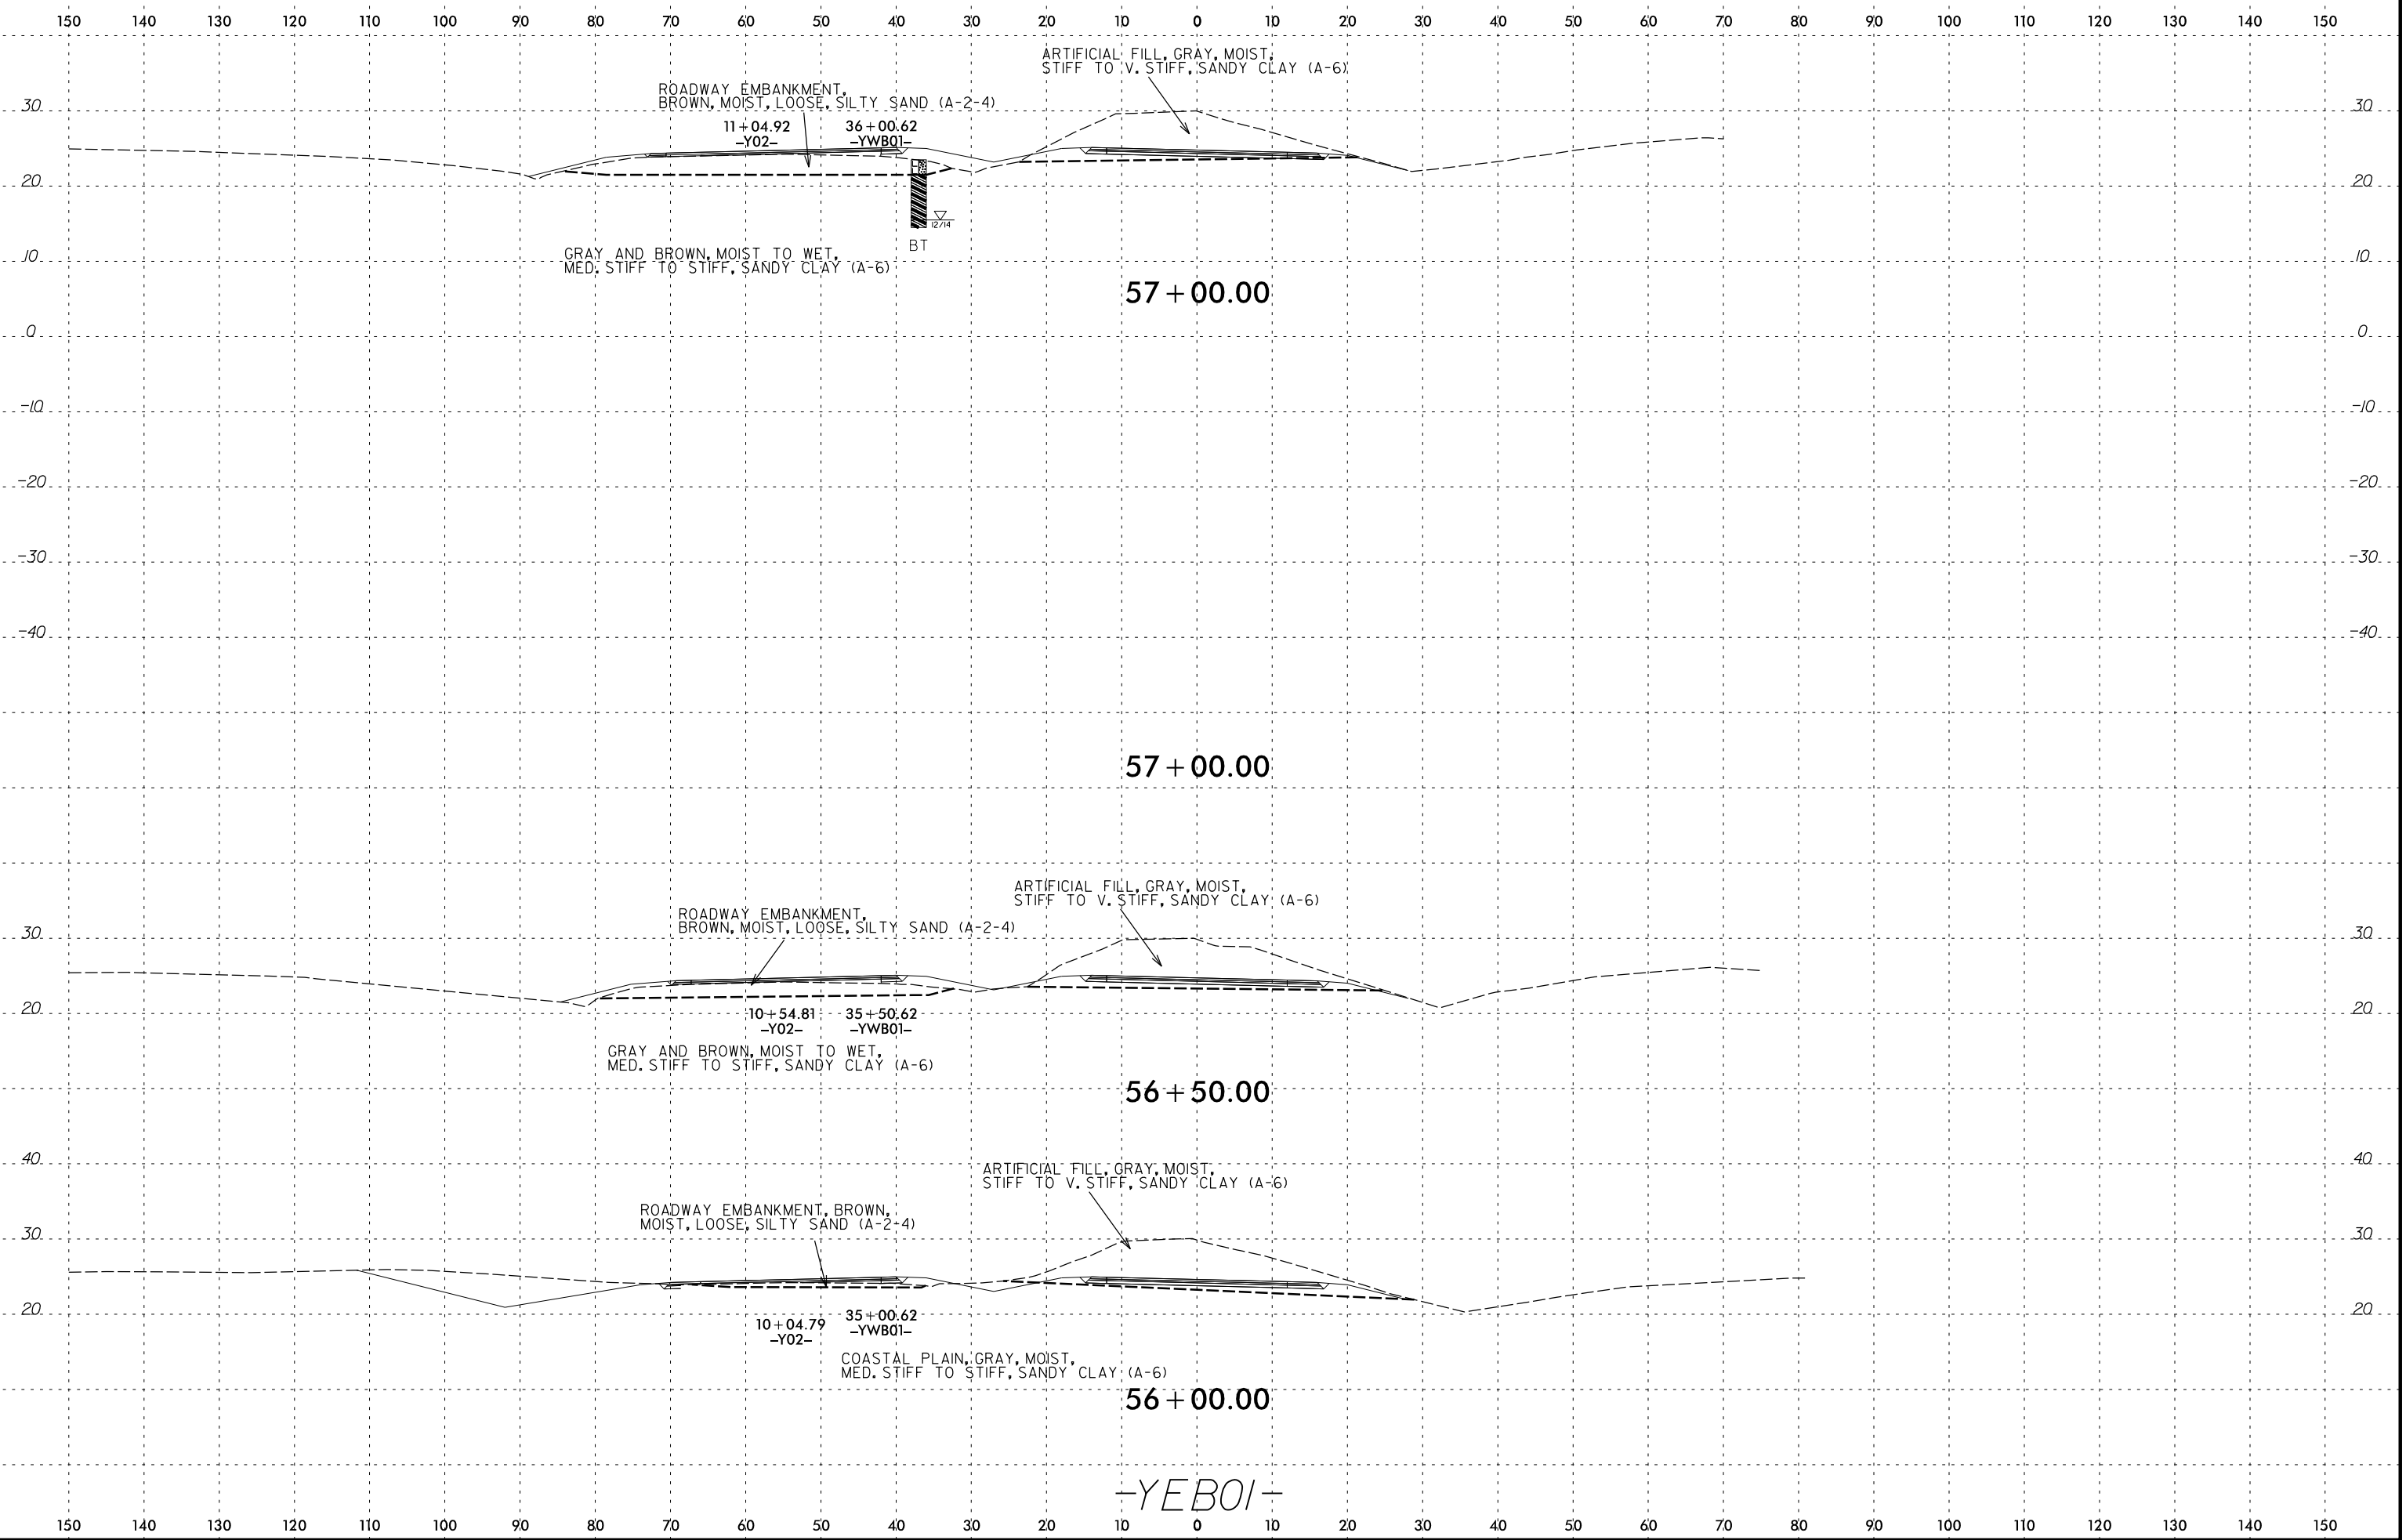 150 140 130 120 110 100 90 80 70 60 50 40 30 20 10 0 10 20 30 40 50 60 70 80 90 100 110 120 130 140 150
ARTIFICIAL FILL, GRAY, MOIST,
STIFF TO V. STIFF, SANDY CLAY (A-6)
ROADWAY EMBANKMENT,
BROWN, MOIST, LOOSE, SILTY SAND (A-2-4)
30 30
11+04.92 36+00.62
-Y02- -YWB01-
20 20
12/14
BT
GRAY AND BROWN, MOIST TO WET,
MED. STIFF TO STIFF, SANDY CLAY (A-6)
10 10
57+00.00
0 0
-10 -10
-20 -20
-30 -30
-40 -40
57+00.00
ARTIFICIAL FILL, GRAY, MOIST,
STIFF TO V. STIFF, SANDY CLAY (A-6)
ROADWAY EMBANKMENT,
BROWN, MOIST, LOOSE, SILTY SAND (A-2-4)
30 30
20 20
10+54.81 35+50.62
-Y02- -YWB01-
GRAY AND BROWN, MOIST TO WET,
MED. STIFF TO STIFF, SANDY CLAY (A-6)
56+50.00
40 40
ARTIFICIAL FILL, GRAY, MOIST,
STIFF TO V. STIFF, SANDY CLAY (A-6)
ROADWAY EMBANKMENT, BROWN,
MOIST, LOOSE, SILTY SAND (A-2-4)
30 30
20 20
10+04.79 35+00.62
-Y02- -YWB01-
COASTAL PLAIN, GRAY, MOIST,
MED. STIFF TO STIFF, SANDY CLAY (A-6)
56+00.00
-YEB01-
150 140 130 120 110 100 90 80 70 60 50 40 30 20 10 0 10 20 30 40 50 60 70 80 90 100 110 120 130 140 150